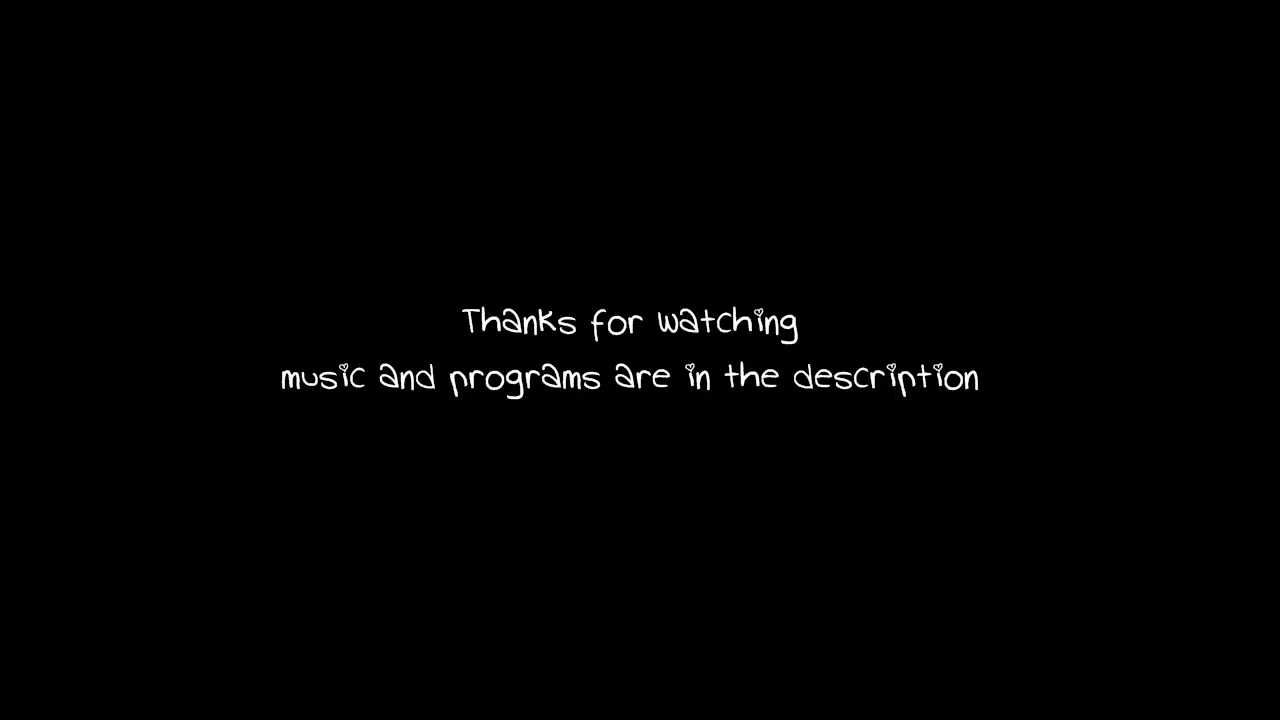 Thanks for watching
music and programs are in the description